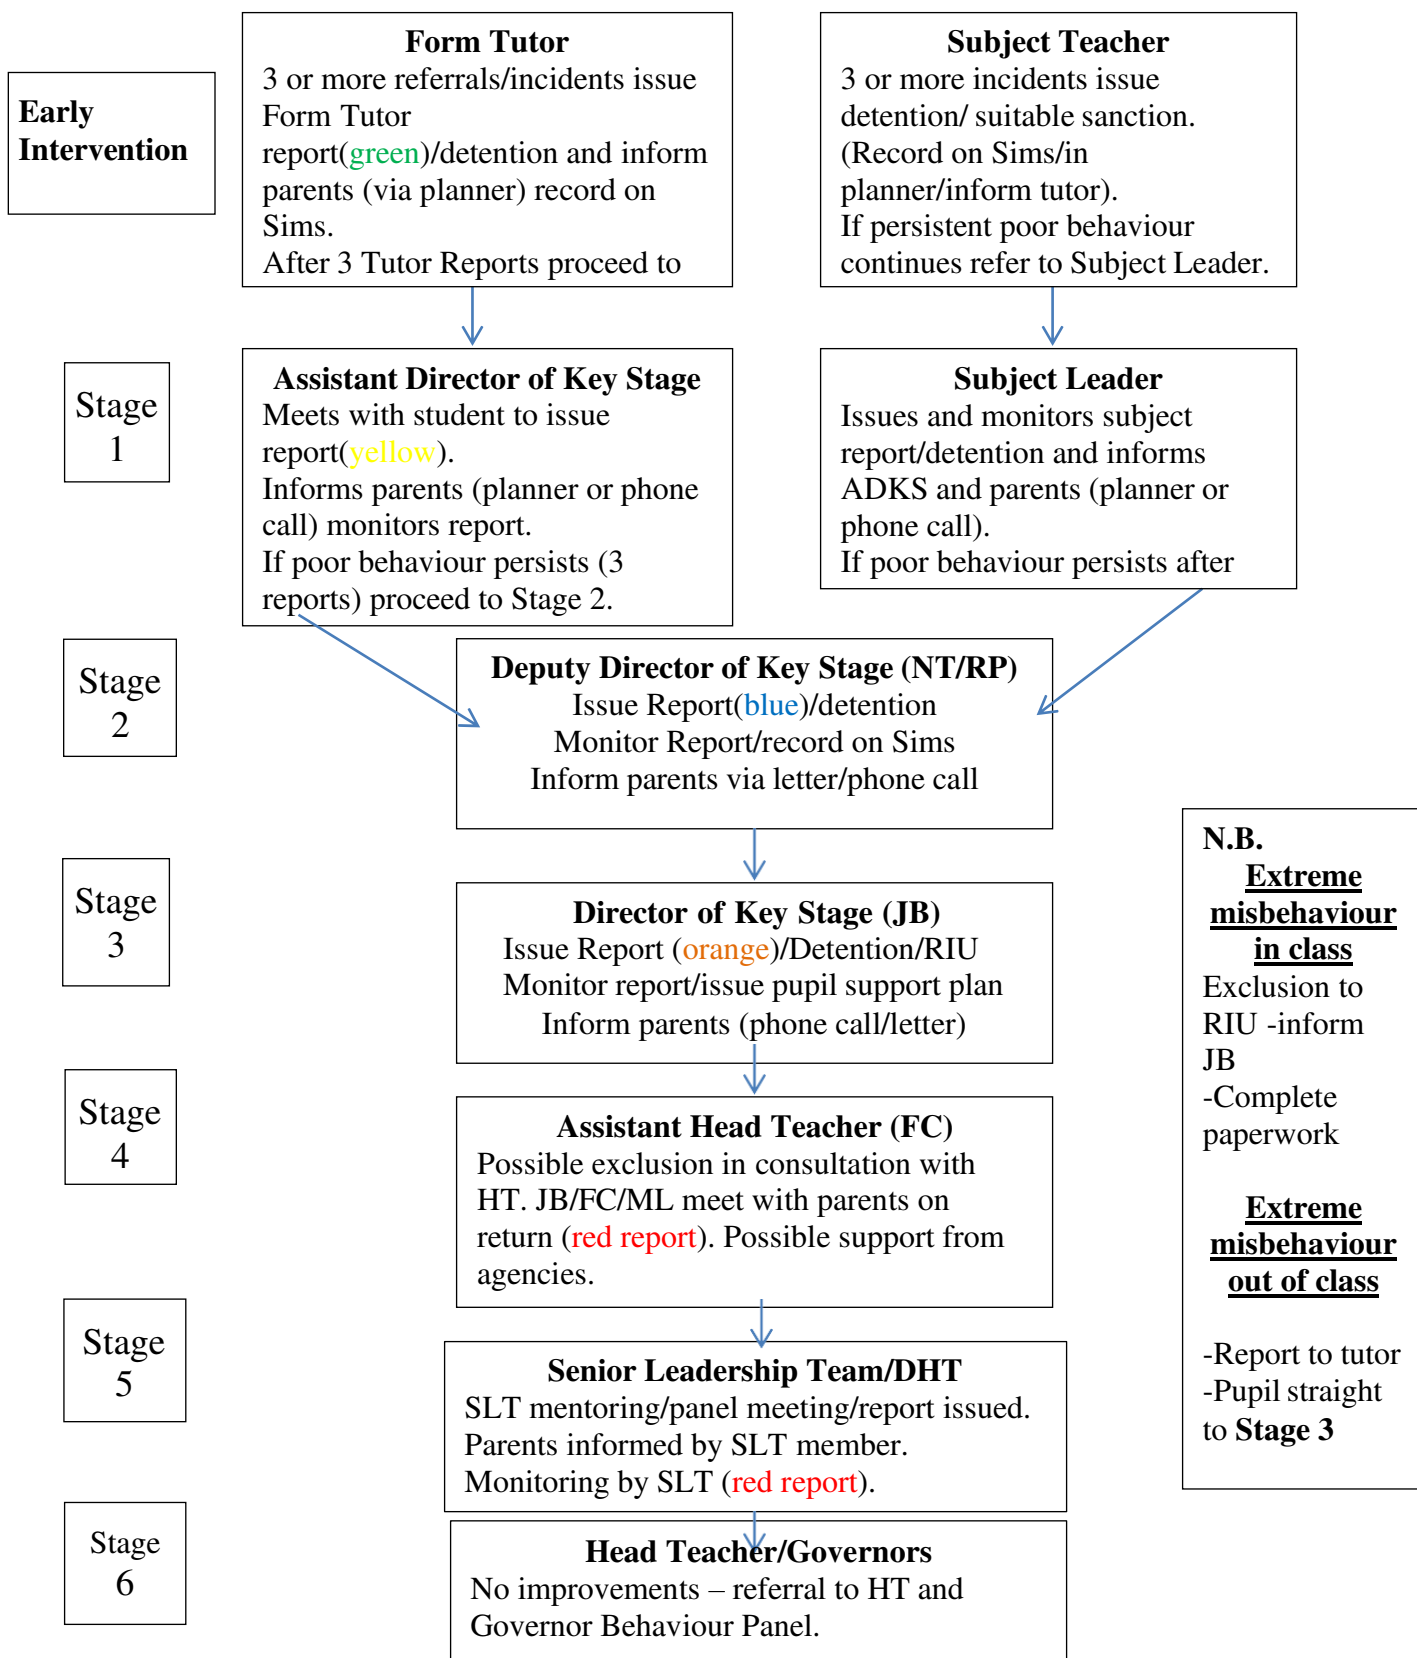 Early
Intervention
Form Tutor
3 or more referrals/incidents issue
Form Tutor
report(green)/detention and inform
parents (via planner) record on
Sims.
After 3 Tutor Reports proceed to
Subject Teacher
3 or more incidents issue
detention/ suitable sanction.
(Record on Sims/in
planner/inform tutor).
If persistent poor behaviour
continues refer to Subject Leader.
Stage
1
Assistant Director of Key Stage
Meets with student to issue
report(yellow).
Informs parents (planner or phone
call) monitors report.
If poor behaviour persists (3
reports) proceed to Stage 2.
Subject Leader
Issues and monitors subject
report/detention and informs
ADKS and parents (planner or
phone call).
If poor behaviour persists after
Stage
2
Deputy Director of Key Stage (NT/RP)
Issue Report(blue)/detention
Monitor Report/record on Sims
Inform parents via letter/phone call
Stage
3
Director of Key Stage (JB)
Issue Report (orange)/Detention/RIU
Monitor report/issue pupil support plan
Inform parents (phone call/letter)
Stage
4
Assistant Head Teacher (FC)
Possible exclusion in consultation with
HT. JB/FC/ML meet with parents on
return (red report). Possible support from
agencies.
Stage
5
Senior Leadership Team/DHT
SLT mentoring/panel meeting/report issued.
Parents informed by SLT member.
Monitoring by SLT (red report).
Stage
6
Head Teacher/Governors
No improvements – referral to HT and
Governor Behaviour Panel.
N.B.
Extreme
misbehaviour
in class
Exclusion to
RIU -inform
JB
-Complete
paperwork
Extreme
misbehaviour
out of class
-Report to tutor
-Pupil straight
to Stage 3